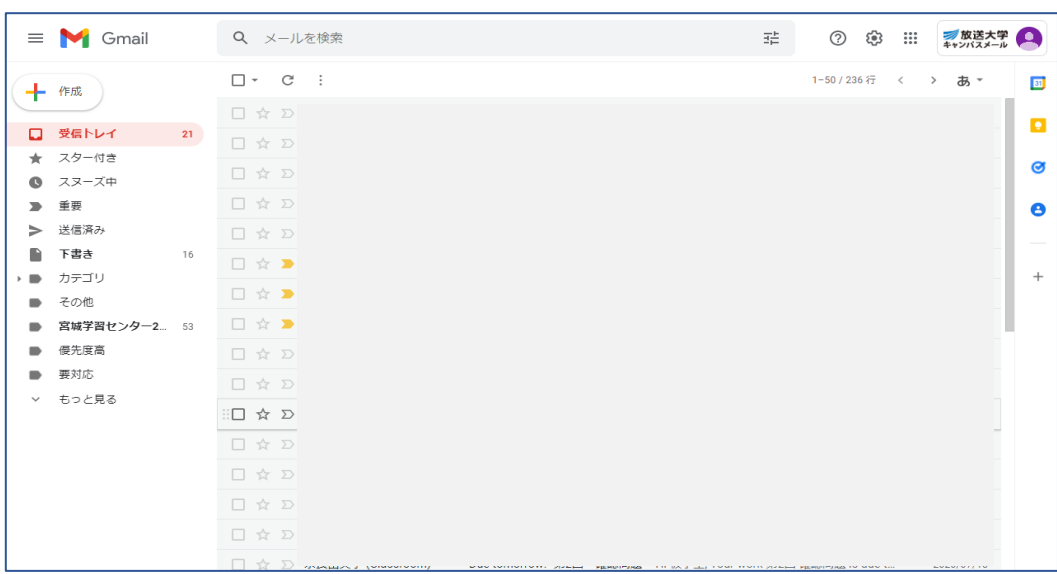 Gmail
メールを検索
放送大学
キャンパスメール
作成
1-50 / 236 行
あ
31
受信トレイ 21
スター付き
スヌーズ中
重要
送信済み
下書き 16
カテゴリ
その他
宮城学習センター2... 53
優先度高
要対応
もっと見る